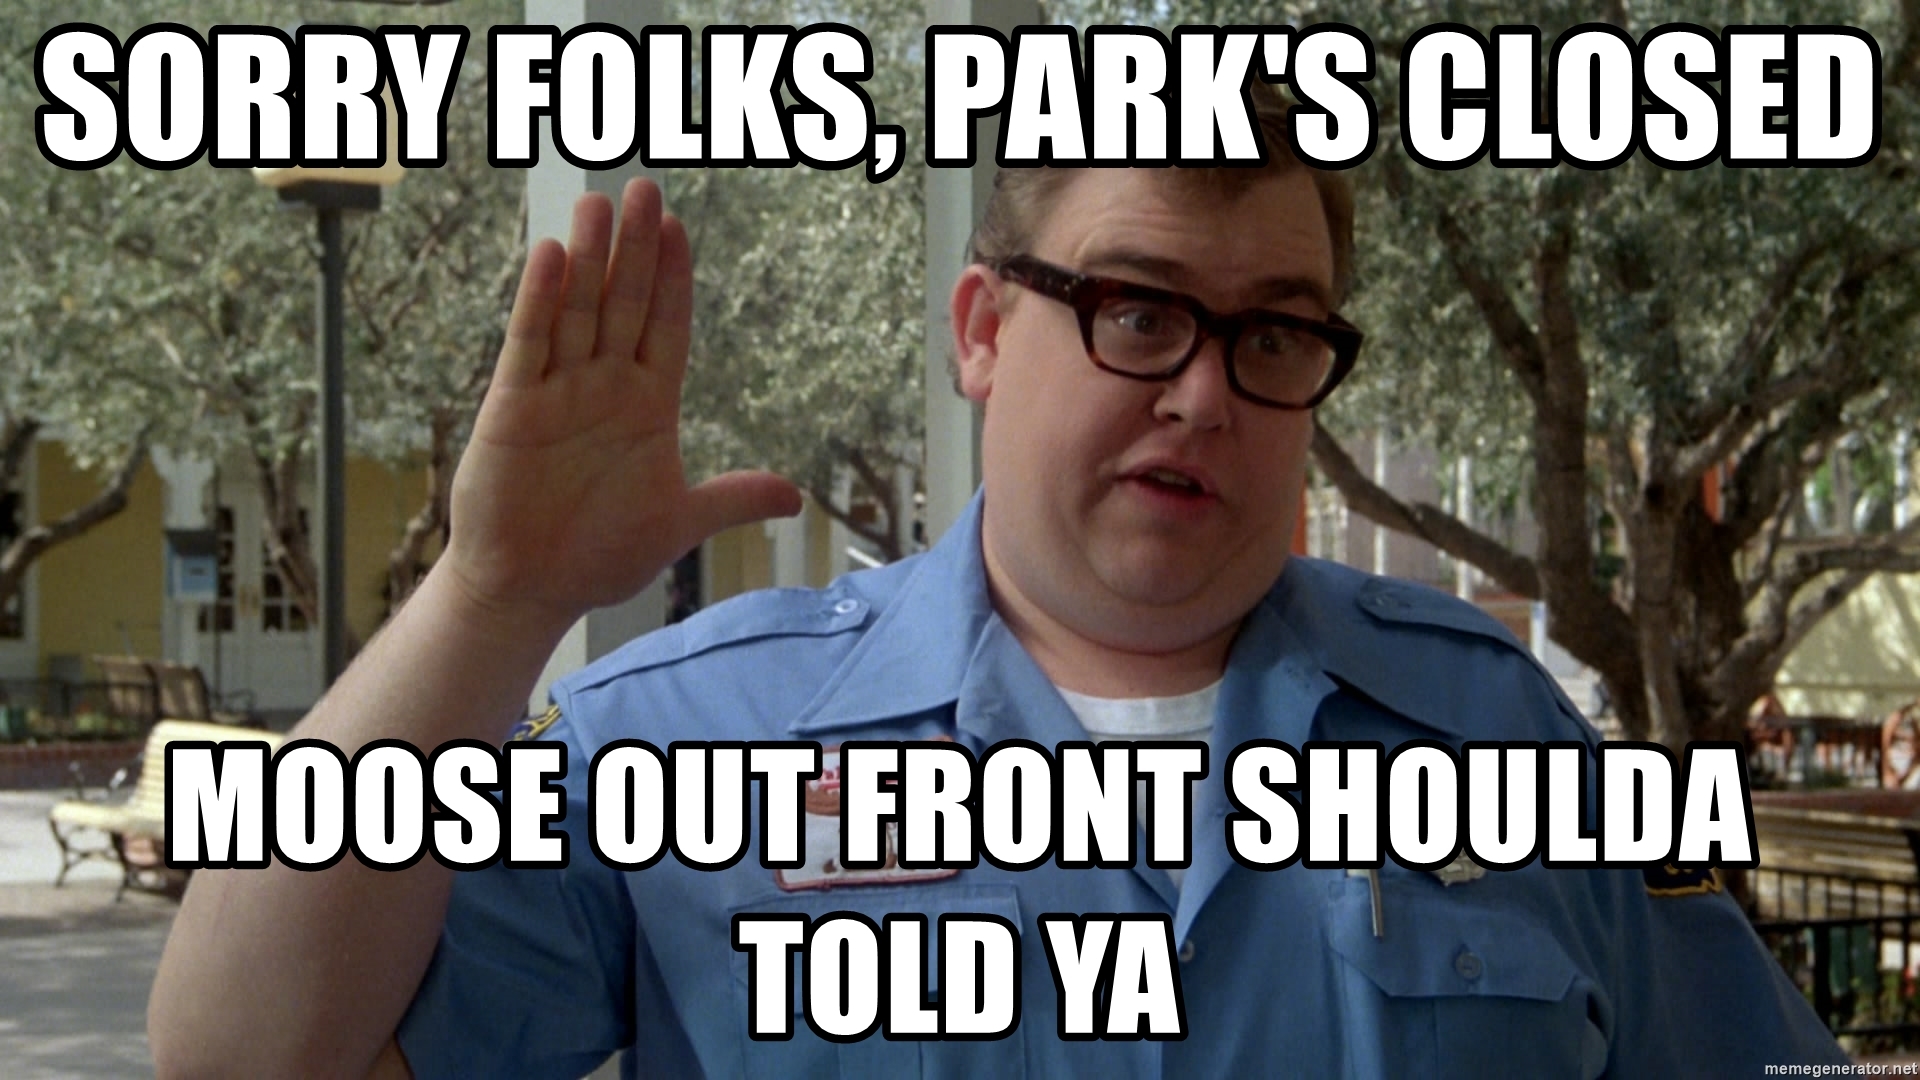 SORRY FOLKS, PARK'S CLOSED
MOOSE OUT FRONT SHOULDA
TOLD YA
memegenerator.net